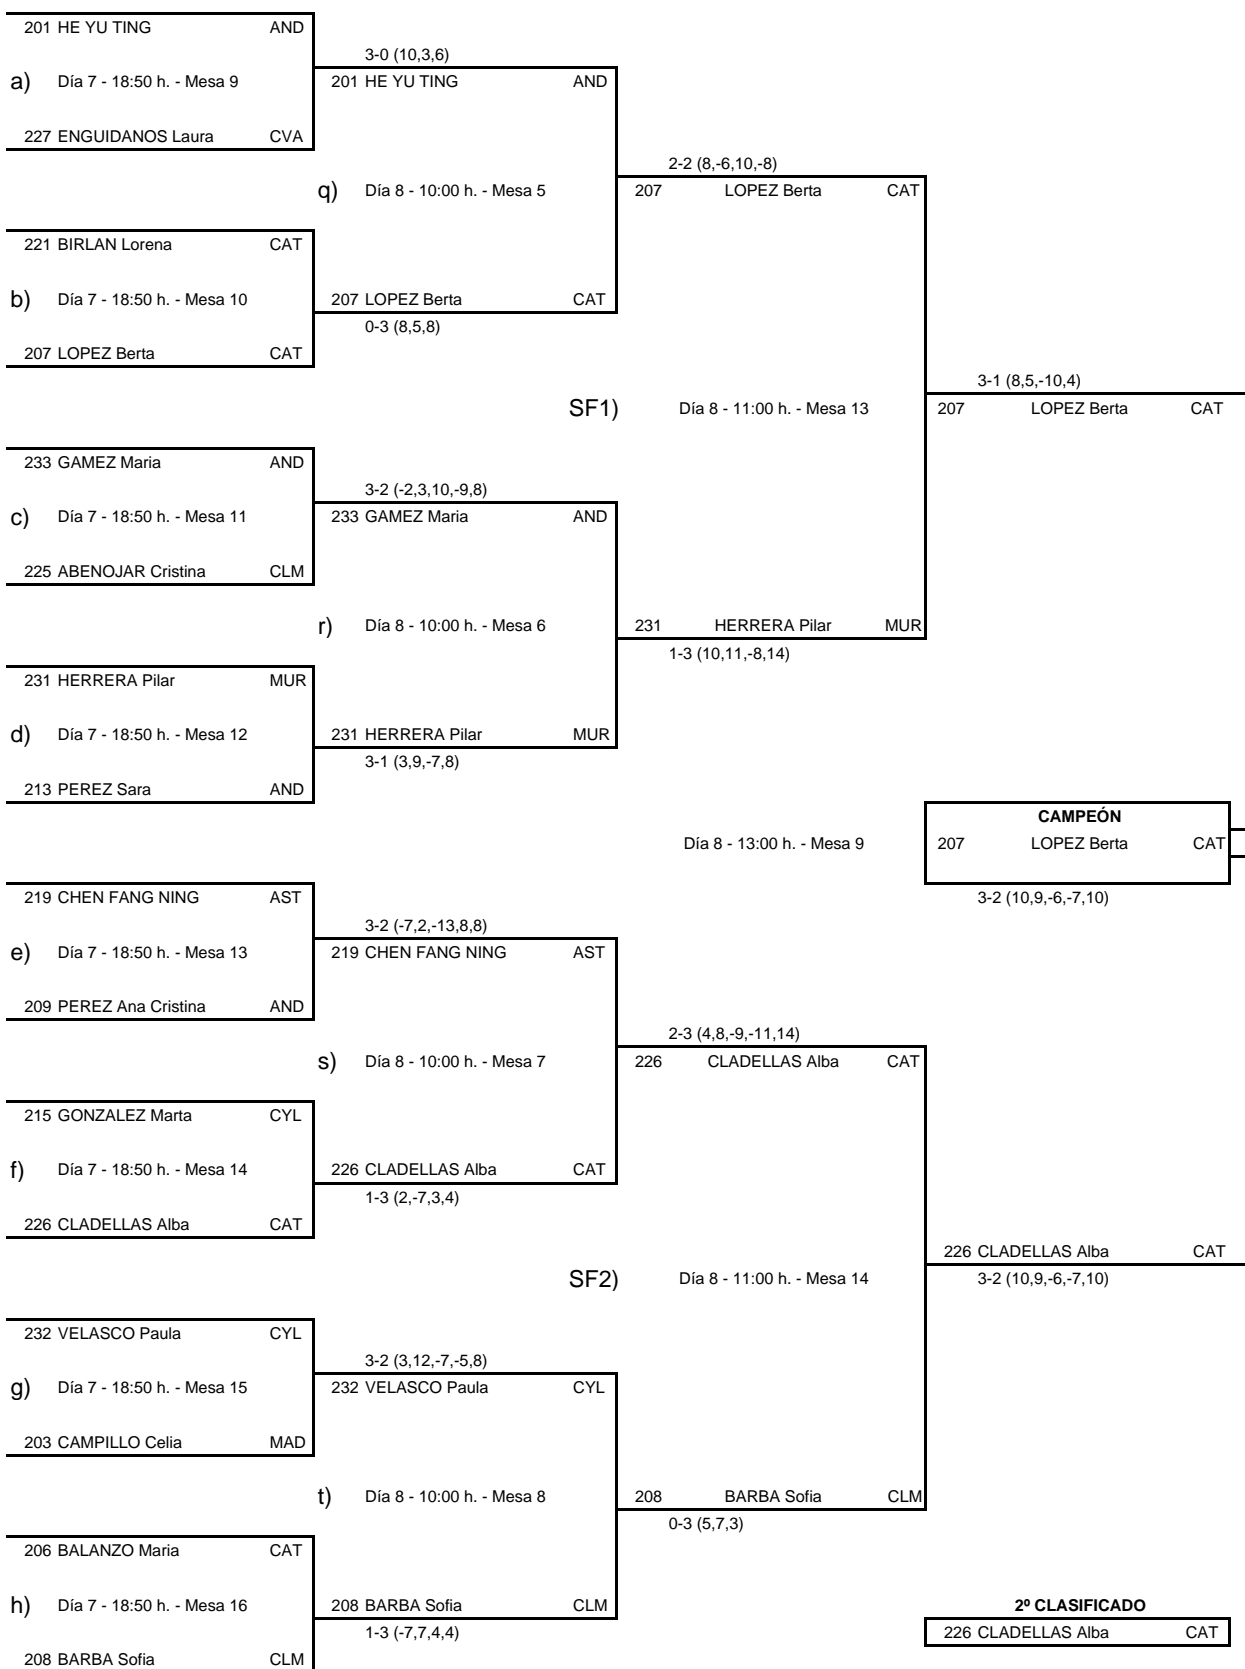 201 HE YU TING AND
3-0 (10,3,6)
a) Día 7 - 18:50 h. - Mesa 9 201 HE YU TING AND
227 ENGUIDANOS Laura CVA
2-2 (8,-6,10,-8)
q) Día 8 - 10:00 h. - Mesa 5 207 LOPEZ Berta CAT
221 BIRLAN Lorena CAT
b) Día 7 - 18:50 h. - Mesa 10 207 LOPEZ Berta CAT
0-3 (8,5,8)
207 LOPEZ Berta CAT
3-1 (8,5,-10,4)
SF1) Día 8 - 11:00 h. - Mesa 13 207 LOPEZ Berta CAT
233 GAMEZ Maria AND
3-2 (-2,3,10,-9,8)
c) Día 7 - 18:50 h. - Mesa 11 233 GAMEZ Maria AND
225 ABENOJAR Cristina CLM
r) Día 8 - 10:00 h. - Mesa 6 231 HERRERA Pilar MUR
1-3 (10,11,-8,14)
231 HERRERA Pilar MUR
d) Día 7 - 18:50 h. - Mesa 12 231 HERRERA Pilar MUR
3-1 (3,9,-7,8)
213 PEREZ Sara AND
CAMPEÓN
Día 8 - 13:00 h. - Mesa 9 207 LOPEZ Berta CAT
219 CHEN FANG NING AST 3-2 (10,9,-6,-7,10)
3-2 (-7,2,-13,8,8)
e) Día 7 - 18:50 h. - Mesa 13 219 CHEN FANG NING AST
209 PEREZ Ana Cristina AND
2-3 (4,8,-9,-11,14)
s) Día 8 - 10:00 h. - Mesa 7 226 CLADELLAS Alba CAT
215 GONZALEZ Marta CYL
f) Día 7 - 18:50 h. - Mesa 14 226 CLADELLAS Alba CAT
1-3 (2,-7,3,4)
226 CLADELLAS Alba CAT
226 CLADELLAS Alba CAT
SF2) Día 8 - 11:00 h. - Mesa 14 3-2 (10,9,-6,-7,10)
232 VELASCO Paula CYL
3-2 (3,12,-7,-5,8)
g) Día 7 - 18:50 h. - Mesa 15 232 VELASCO Paula CYL
203 CAMPILLO Celia MAD
t) Día 8 - 10:00 h. - Mesa 8 208 BARBA Sofia CLM
0-3 (5,7,3)
206 BALANZO Maria CAT
h) Día 7 - 18:50 h. - Mesa 16 208 BARBA Sofia CLM 2º CLASIFICADO
1-3 (-7,7,4,4) 226 CLADELLAS Alba CAT
208 BARBA Sofia CLM